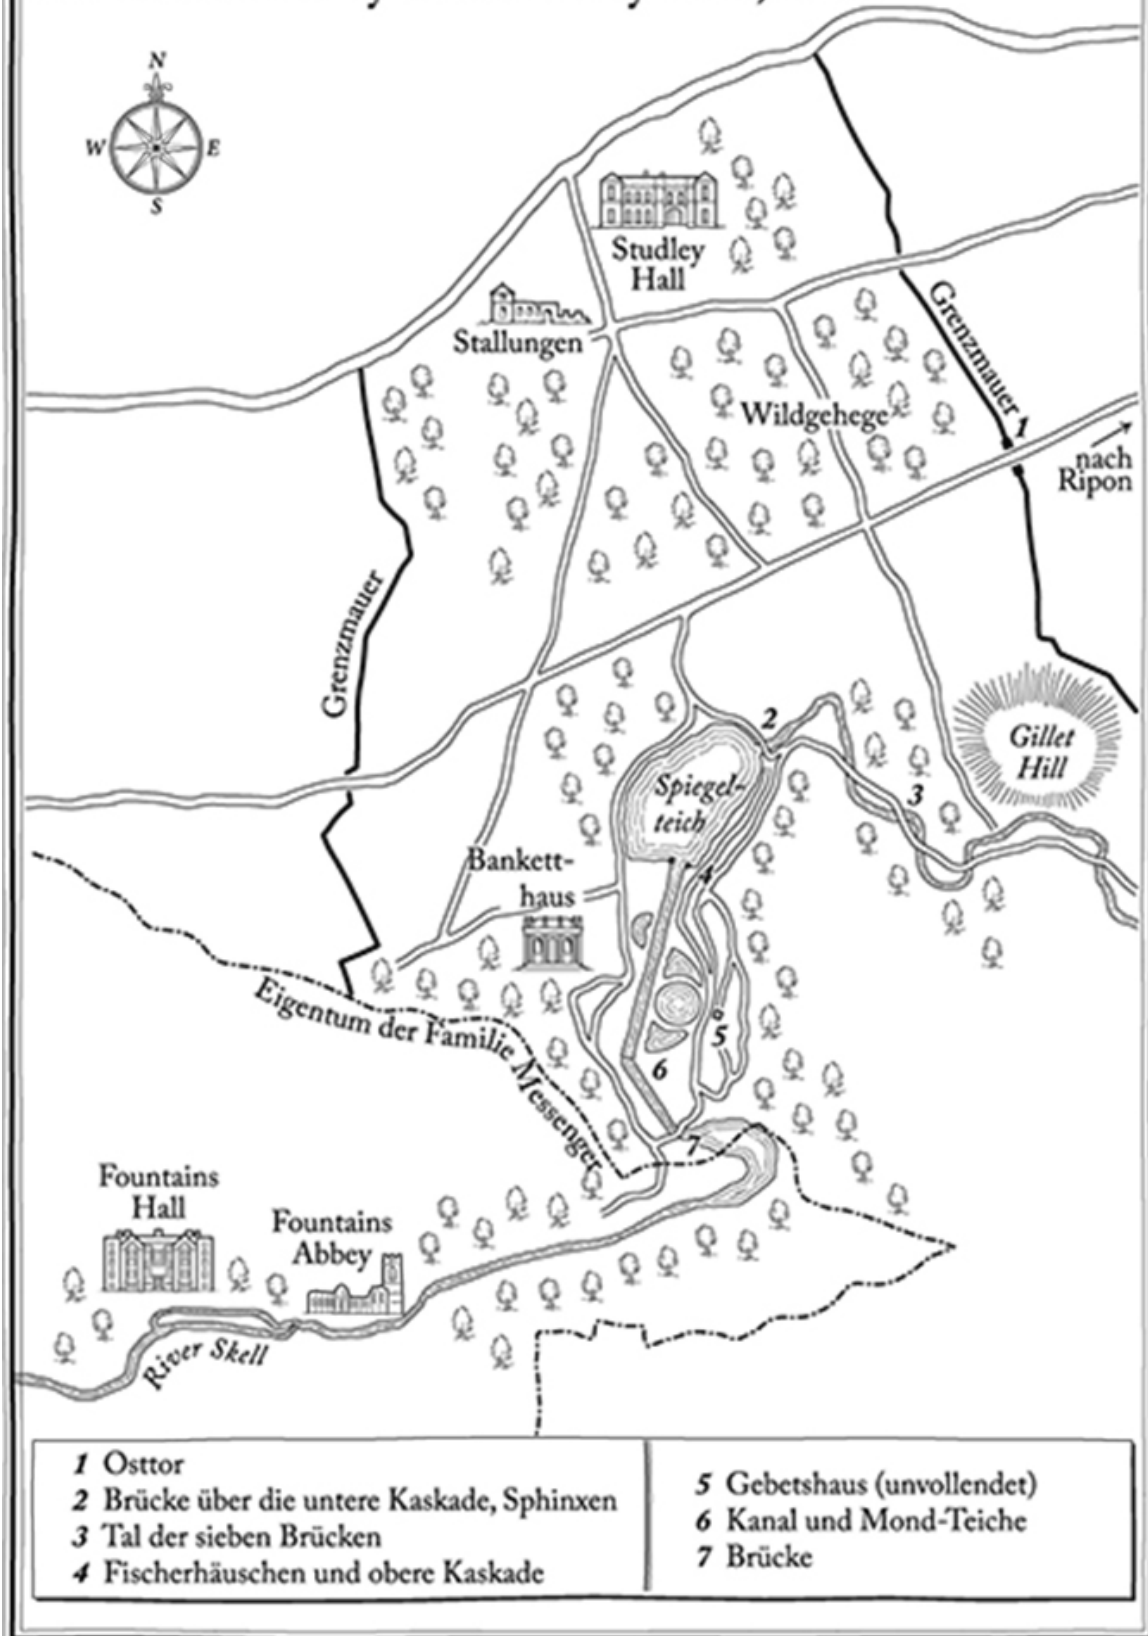 N
W
E
S
Studley
Hall
Stallungen
Grenzmauer
Wildgehege
1
nach
Ripon
Grenzmauer
2
Gillet
Hill
Spiegel-
teich
3
Bankett-
haus
4
Eigentum der Familie Messenger
5
6
7
Fountains
Hall
Fountains
Abbey
River Skell
1 Osttor
2 Brücke über die untere Kaskade, Sphinxen
3 Tal der sieben Brücken
4 Fischerhäuschen und obere Kaskade
5 Gebetshaus (unvollendet)
6 Kanal und Mond-Teiche
7 Brücke